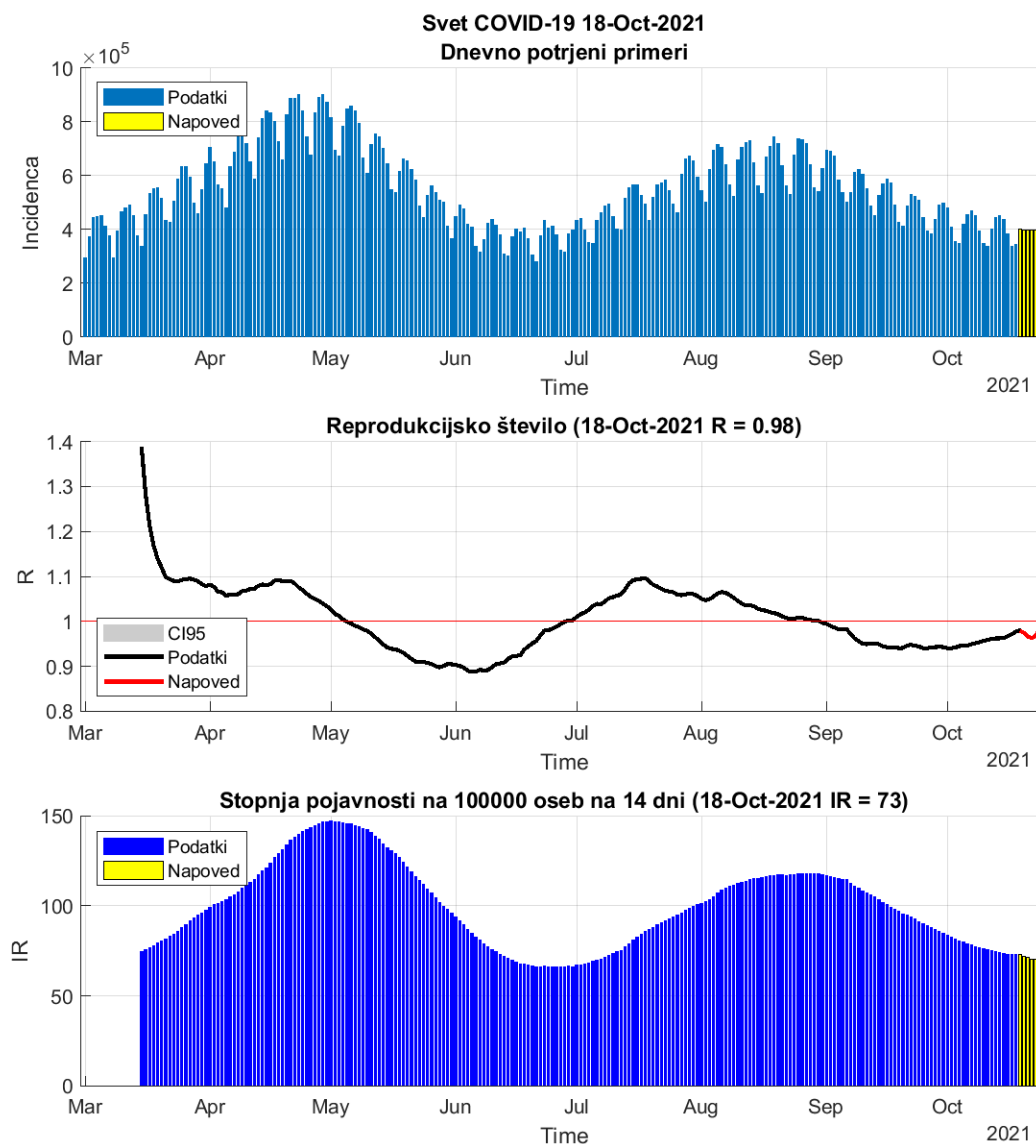 Svet COVID-19 18-Oct-2021
Dnevno potrjeni primeri
×10⁵
10
8
6
4
2
0
Incidenca
Podatki
Napoved
Mar Apr May Jun Jul Aug Sep Oct
Time
2021
Reprodukcijsko število (18-Oct-2021 R = 0.98)
1.4
1.3
1.2
1.1
1
0.9
0.8
R
CI95
Podatki
Napoved
Mar Apr May Jun Jul Aug Sep Oct
Time
2021
Stopnja pojavnosti na 100000 oseb na 14 dni (18-Oct-2021 IR = 73)
150
100
50
0
IR
Podatki
Napoved
Mar Apr May Jun Jul Aug Sep Oct
Time
2021